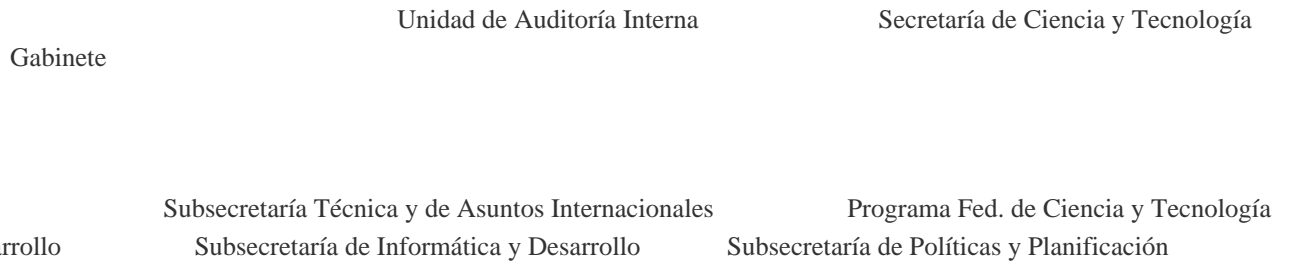 Unidad de Auditoría Interna Secretaría de Ciencia y Tecnología
Gabinete
Subsecretaría Técnica y de Asuntos Internacionales Programa Fed. de Ciencia y Tecnología
Subsecretaría de Informática y Desarrollo Subsecretaría de Políticas y Planificación